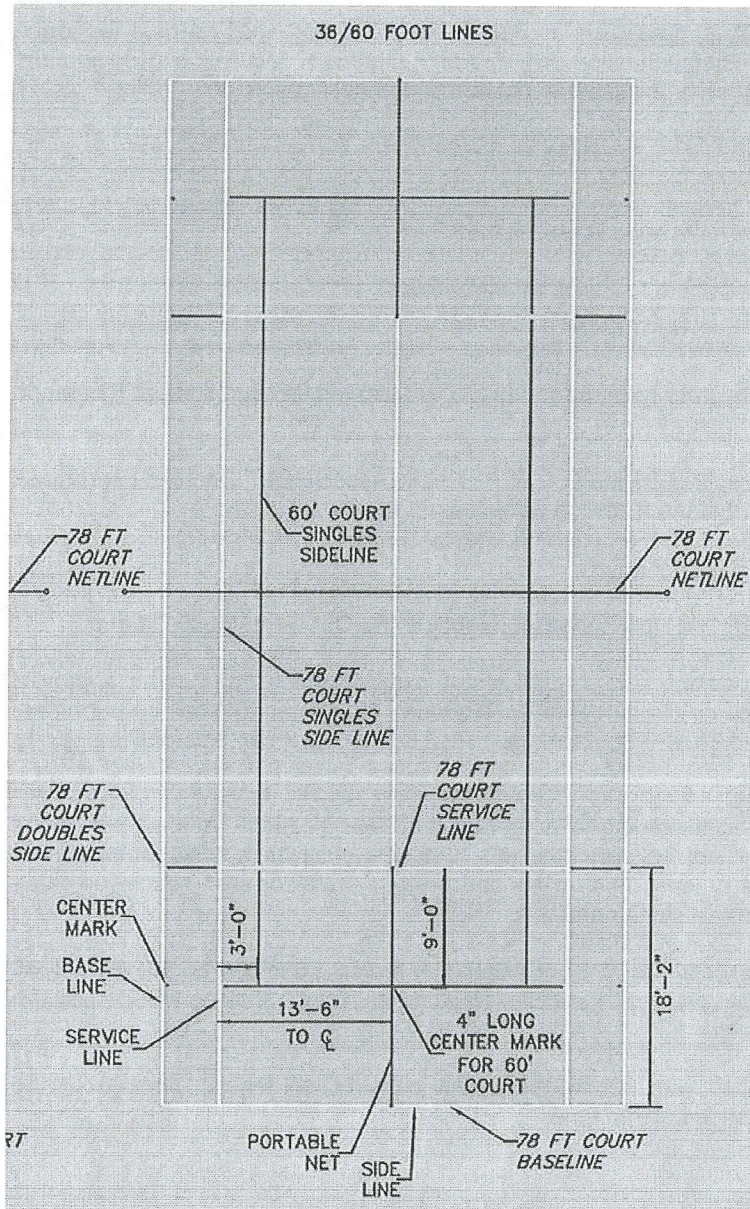 36/60 FOOT LINES
60' COURT
SINGLES
SIDELINE
78 FT
COURT
NETLINE
78 FT
COURT
NETLINE
78 FT
COURT
SINGLES
SIDE LINE
78 FT
COURT
DOUBLES
SIDE LINE
78 FT
COURT
SERVICE
LINE
CENTER
MARK
BASE
LINE
SERVICE
LINE
3'-0"
9'-0"
18'-2"
13'-6"
TO ℄
4" LONG
CENTER MARK
FOR 60'
COURT
RT
PORTABLE
NET
SIDE
LINE
78 FT COURT
BASELINE